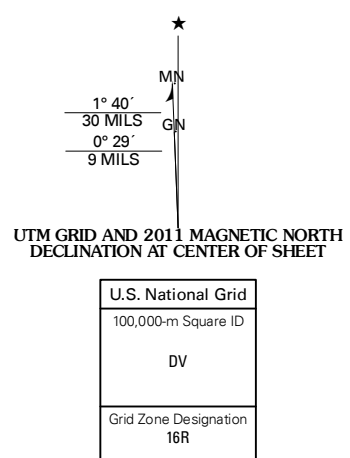 ★
MN
1° 40´
30 MILS
GN
0° 29´
9 MILS
UTM GRID AND 2011 MAGNETIC NORTH
DECLINATION AT CENTER OF SHEET
U.S. National Grid
100,000-m Square ID
DV
Grid Zone Designation
16R